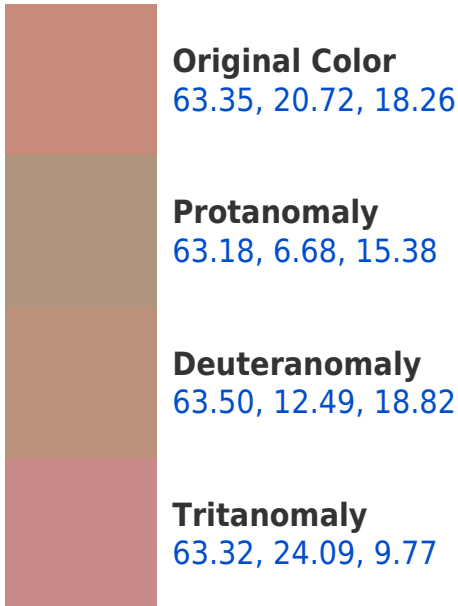 Original Color
63.35, 20.72, 18.26
Protanomaly
63.18, 6.68, 15.38
Deuteranomaly
63.50, 12.49, 18.82
Tritanomaly
63.32, 24.09, 9.77